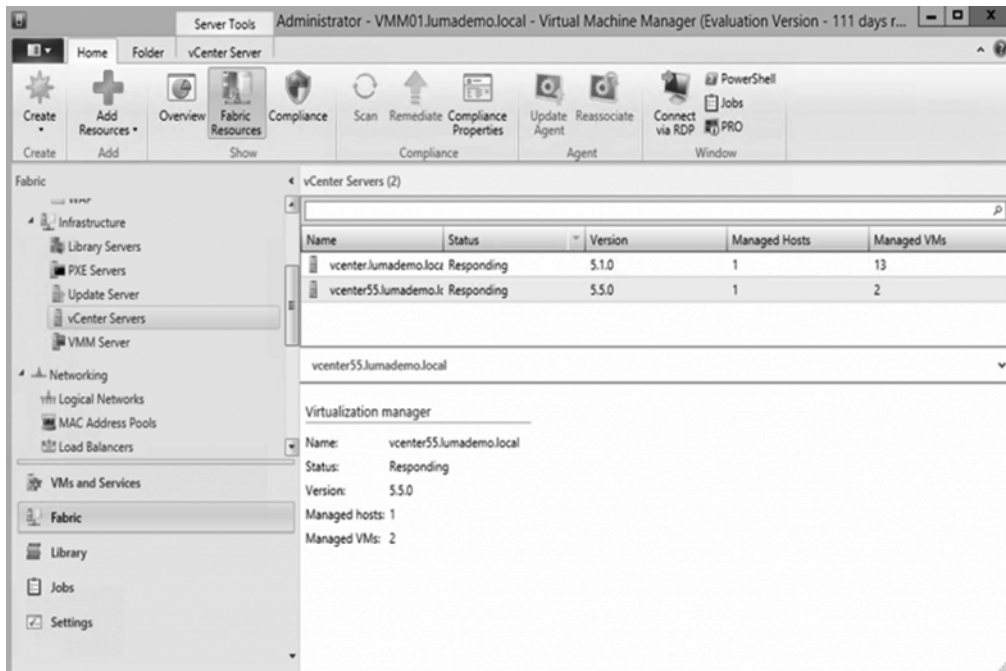 Server Tools
Administrator - VMM01.lumademo.local - Virtual Machine Manager (Evaluation Version - 111 days r...
Home Folder vCenter Server
Create
Add Resources
Overview
Fabric Resources
Compliance
Scan
Remediate
Compliance Properties
Update Agent
Reassociate
Connect via RDP
PowerShell
Jobs
PRO
Create Add Show Compliance Agent Window
Fabric
vCenter Servers (2)
Infrastructure
Library Servers
PXE Servers
Update Server
vCenter Servers
VMM Server
Networking
Logical Networks
MAC Address Pools
Load Balancers
VMs and Services
Fabric
Library
Jobs
Settings
Name Status Version Managed Hosts Managed VMs
vcenter.lumademo.loca Responding 5.1.0 1 13
vcenter55.lumademo.lc Responding 5.5.0 1 2
vcenter55.lumademo.local
Virtualization manager
Name: vcenter55.lumademo.local
Status: Responding
Version: 5.5.0
Managed hosts: 1
Managed VMs: 2